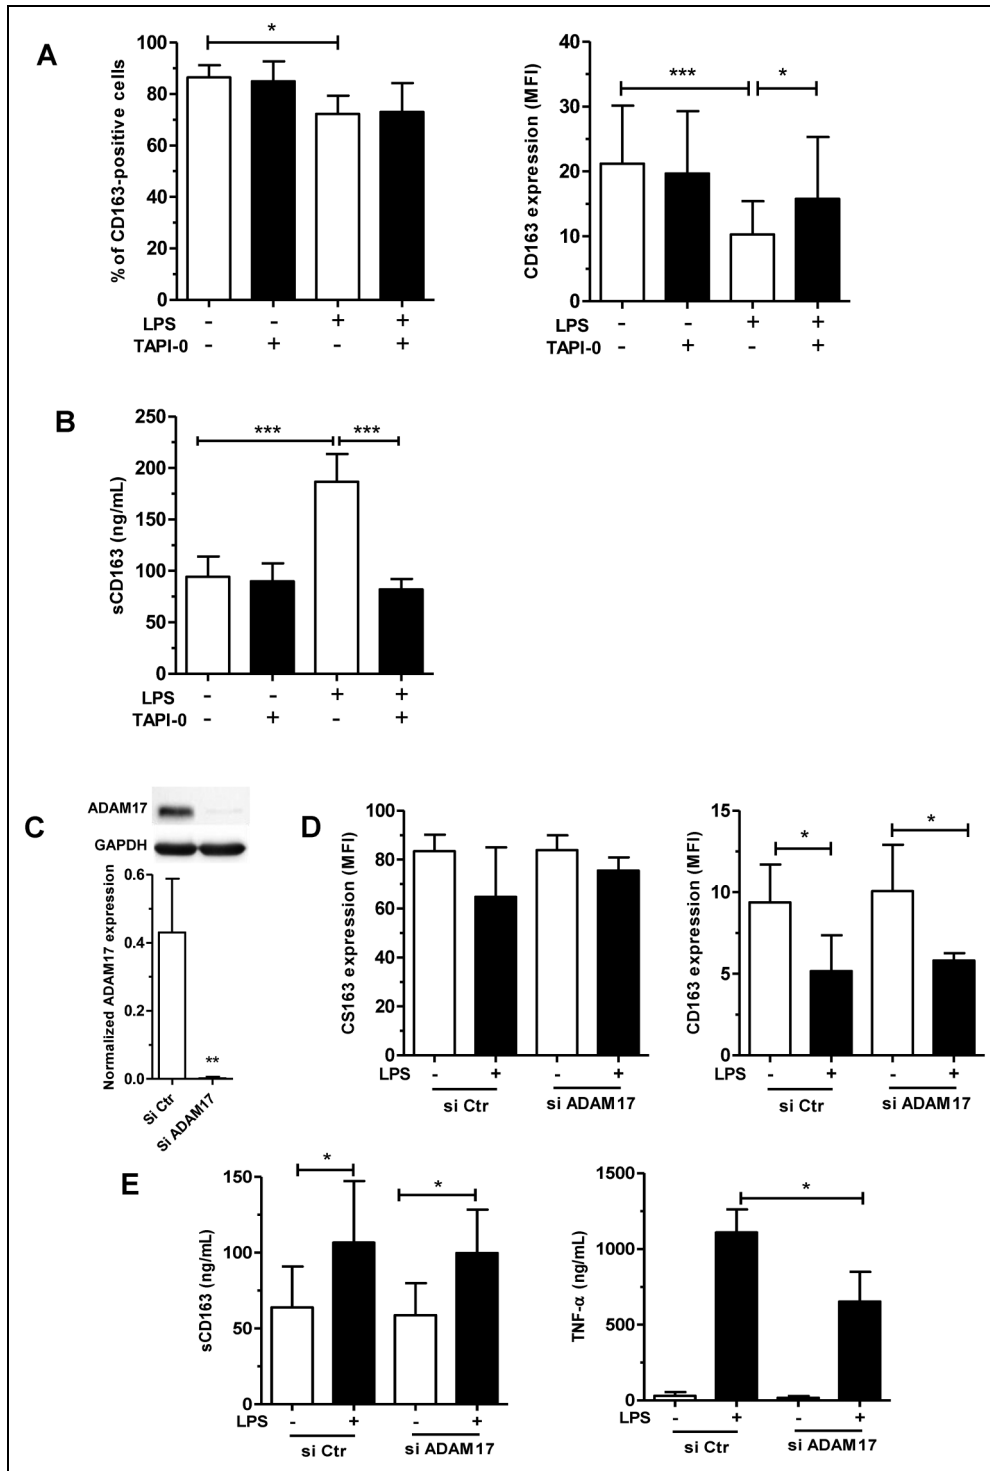 A
% of CD163-positive cells
100
80
60
40
20
0
*
LPS - - + +
TAPI-0 - + - +
CD163 expression (MFI)
40
30
20
10
0
*** *
LPS - - + +
TAPI-0 - + - +
B
sCD163 (ng/mL)
250
200
150
100
50
0
*** ***
LPS - - + +
TAPI-0 - + - +
C
ADAM17
GAPDH
Normalized ADAM17 expression
0.6
0.4
0.2
0.0
**
Si Ctr
Si ADAM17
D
CS163 expression (MFI)
100
80
60
40
20
0
LPS - + - +
si Ctr si ADAM17
CD163 expression (MFI)
15
10
5
0
* *
LPS - + - +
si Ctr si ADAM17
E
sCD163 (ng/mL)
150
100
50
0
* *
LPS - + - +
si Ctr si ADAM17
TNF-α (ng/mL)
1500
1000
500
0
*
LPS - + - +
si Ctr si ADAM17